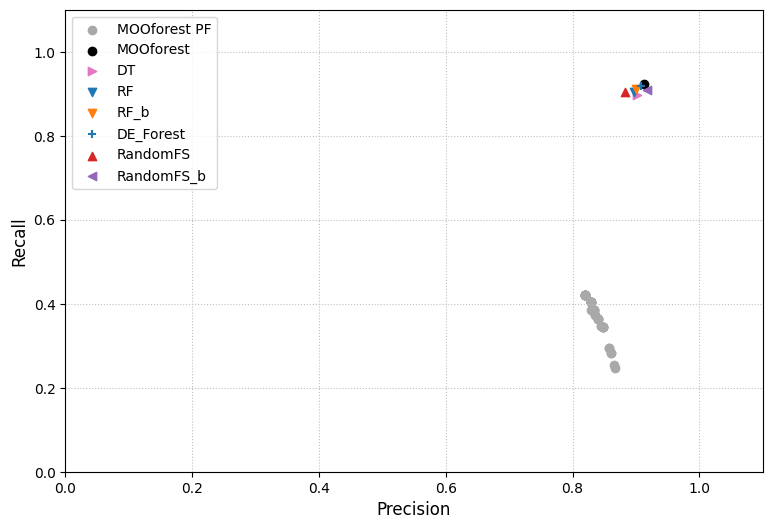 MOOforest PF
MOOforest
DT
RF
RF_b
DE_Forest
RandomFS
RandomFS_b
1.0
0.8
0.6
0.4
0.2
0.0
Recall
0.0 0.2 0.4 0.6 0.8 1.0
Precision